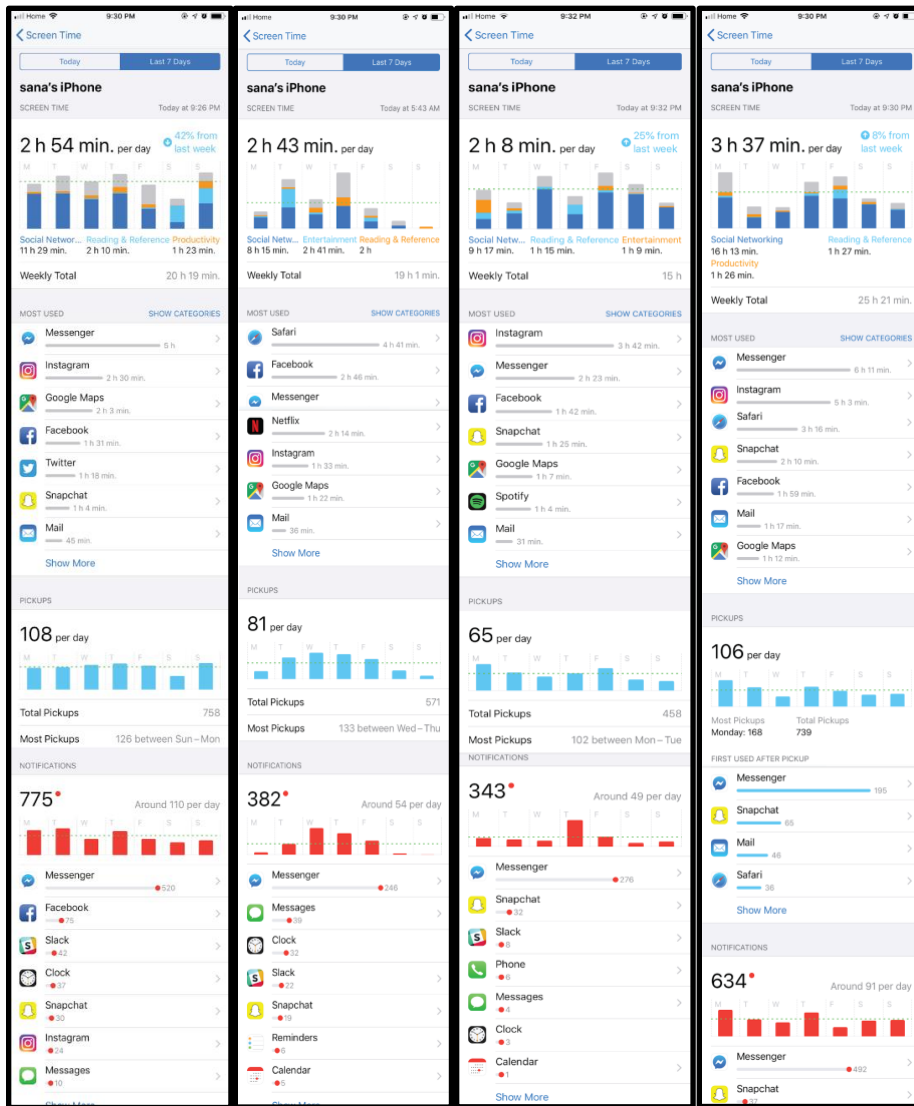 Home 9:30 PM
Screen Time
Today Last 7 Days
sana's iPhone
SCREEN TIME Today at 9:26 PM
2 h 54 min. per day 42% from
last week
M T W T F S S
Social Networ... Reading & Reference Productivity
11 h 29 min. 2 h 10 min. 1 h 23 min.
Weekly Total 20 h 19 min.
MOST USED SHOW CATEGORIES
Messenger
5 h
Instagram
2 h 30 min.
Google Maps
2 h 3 min.
Facebook
1 h 31 min.
Twitter
1 h 18 min.
Snapchat
1 h 4 min.
Mail
45 min.
Show More
PICKUPS
108 per day
M T W T F S S
Total Pickups 758
Most Pickups 126 between Sun – Mon
NOTIFICATIONS
775 Around 110 per day
M T W T F S S
Messenger
520
Facebook
75
Slack
42
Clock
37
Snapchat
30
Instagram
24
Messages
10
Show More
Home 9:30 PM
Screen Time
Today Last 7 Days
sana's iPhone
SCREEN TIME Today at 5:43 AM
2 h 43 min. per day
M T W T F S S
Social Netw... Entertainment Reading & Reference
8 h 15 min. 2 h 41 min. 2 h
Weekly Total 19 h 1 min.
MOST USED SHOW CATEGORIES
Safari
4 h 41 min.
Facebook
2 h 46 min.
Messenger
Netflix
2 h 14 min.
Instagram
1 h 33 min.
Google Maps
1 h 22 min.
Mail
36 min.
Show More
PICKUPS
81 per day
M T W T F S S
Total Pickups 571
Most Pickups 133 between Wed – Thu
NOTIFICATIONS
382 Around 54 per day
M T W T F S S
Messenger
246
Messages
39
Clock
32
Slack
22
Snapchat
19
Reminders
6
Calendar
5
Show More
Home 9:32 PM
Screen Time
Today Last 7 Days
sana's iPhone
SCREEN TIME Today at 9:32 PM
2 h 8 min. per day 25% from
last week
M T W T F S S
Social Networ... Reading & Reference Entertainment
9 h 17 min. 1 h 15 min. 1 h 9 min.
Weekly Total 15 h
MOST USED SHOW CATEGORIES
Instagram
3 h 42 min.
Messenger
2 h 23 min.
Facebook
1 h 42 min.
Snapchat
1 h 25 min.
Google Maps
1 h 7 min.
Spotify
1 h 4 min.
Mail
31 min.
Show More
PICKUPS
65 per day
M T W T F S S
Total Pickups 458
Most Pickups 102 between Mon – Tue
NOTIFICATIONS
343 Around 49 per day
M T W T F S S
Messenger
276
Snapchat
32
Slack
8
Phone
6
Messages
4
Clock
3
Calendar
1
Show More
Home 9:30 PM
Screen Time
Today Last 7 Days
sana's iPhone
SCREEN TIME Today at 9:30 PM
3 h 37 min. per day 8% from
last week
M T W T F S S
Social Networking Reading & Reference
16 h 13 min. 1 h 27 min.
Productivity
1 h 26 min.
Weekly Total 25 h 21 min.
MOST USED SHOW CATEGORIES
Messenger
6 h 11 min.
Instagram
5 h 3 min.
Safari
3 h 16 min.
Snapchat
2 h 10 min.
Facebook
1 h 59 min.
Mail
1 h 17 min.
Google Maps
1 h 12 min.
Show More
PICKUPS
106 per day
M T W T F S S
Most Pickups Total Pickups
Monday: 168 739
FIRST USED AFTER PICKUP
Messenger
195
Snapchat
65
Mail
46
Safari
36
Show More
NOTIFICATIONS
634 Around 91 per day
M T W T F S S
Messenger
492
Snapchat
37